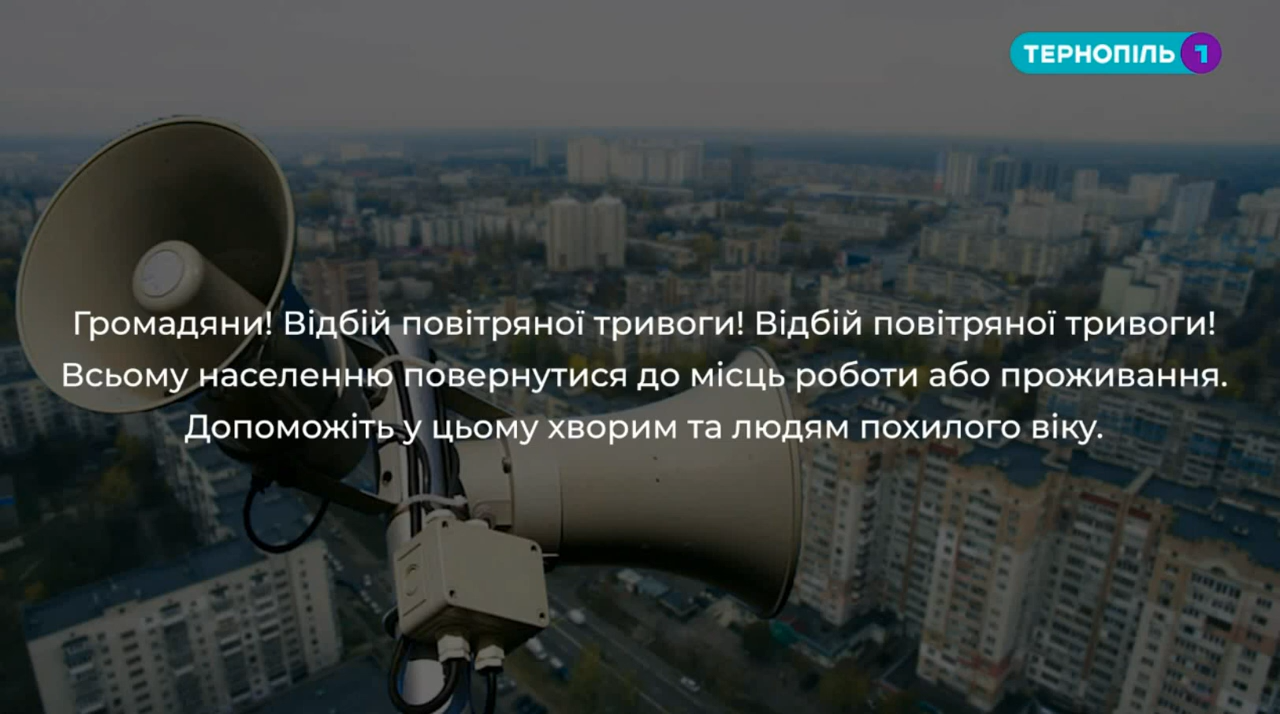 ТЕРНОПІЛЬ 1
Громадяни! Відбій повітряної тривоги! Відбій повітряної тривоги!
Всьому населенню повернутися до місць роботи або проживання.
Допоможіть у цьому хворим та людям похилого віку.